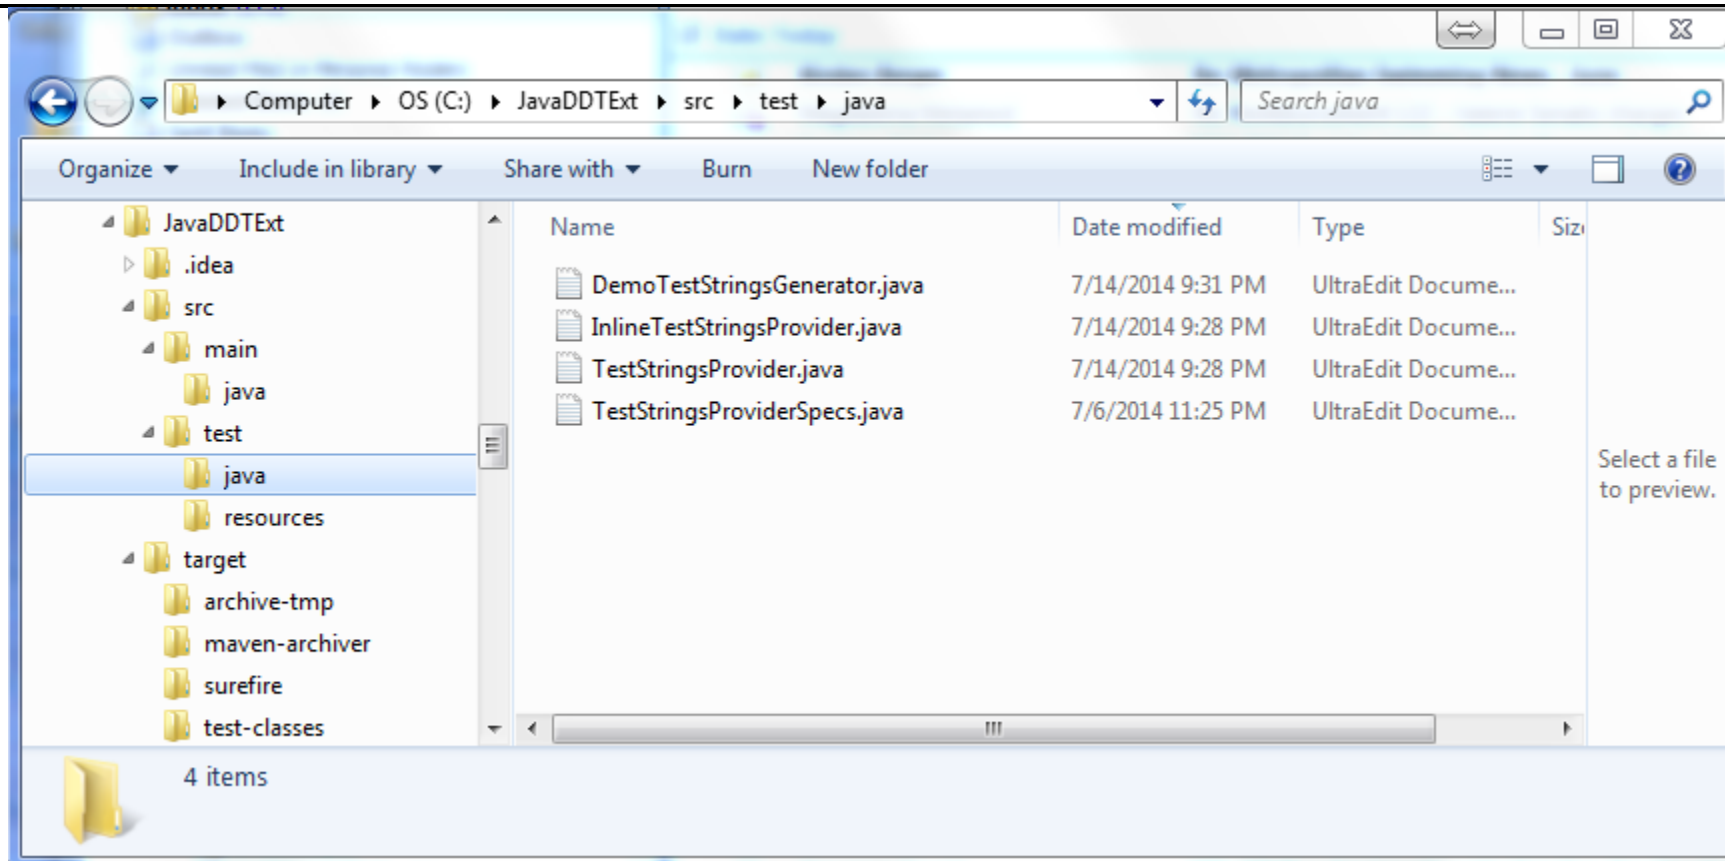 Computer ▸ OS (C:) ▸ JavaDDTExt ▸ src ▸ test ▸ java
Search java
Organize Include in library Share with Burn New folder
JavaDDTExt
.idea
src
main
java
test
java
resources
target
archive-tmp
maven-archiver
surefire
test-classes
Name Date modified Type
DemoTestStringsGenerator.java 7/14/2014 9:31 PM UltraEdit Docume...
InlineTestStringsProvider.java 7/14/2014 9:28 PM UltraEdit Docume...
TestStringsProvider.java 7/14/2014 9:28 PM UltraEdit Docume...
TestStringsProviderSpecs.java 7/6/2014 11:25 PM UltraEdit Docume...
Select a file
to preview.
4 items